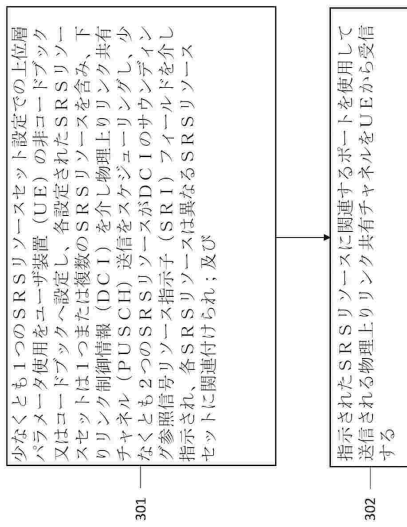 少なくとも1つのSRSリソースセット設定での上位層
パラメータ使用をユーザ装置(UE)の非コードブック
又はコードブックへ設定し、各設定されたSRSリソー
スセットは1つまたは複数のSRSリソースを含み、下
りリンク制御情報(DCI)を介し物理上りリンク共有
チャネル(PUSCH)送信をスケジューリングし、少
なくとも2つのSRSリソースがDCIのサウンディン
グ参照信号リソース指示子(SRI)フィールドを介し
指示され、各SRSリソースは異なるSRSリソース
セットに関連付けられ;及び
301
指示されたSRSリソースに関連するポートを使用して
送信される物理上りリンク共有チャネルをUEから受信
する
302